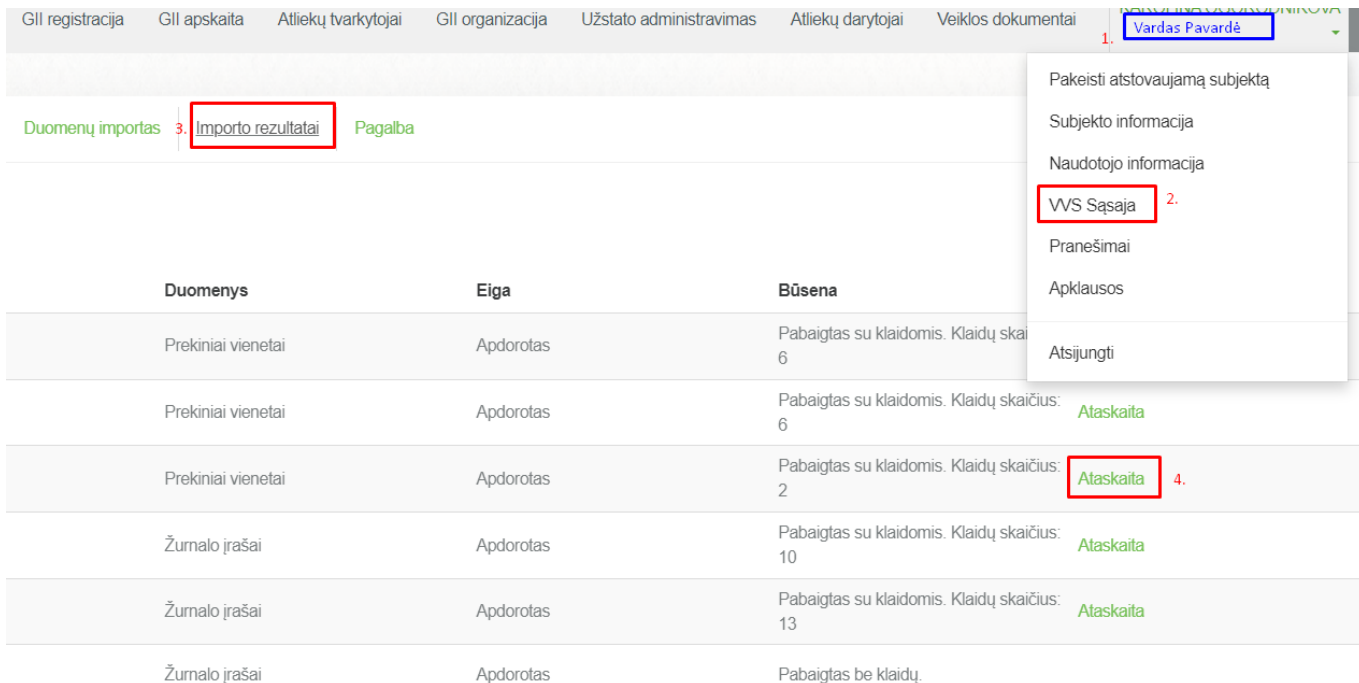 GII registracija GII apskaita Atliekų tvarkytojai GII organizacija Užstato administravimas Atliekų darytojai Veiklos dokumentai
1. Vardas Pavardė
Pakeisti atstovaujamą subjektą
Duomenų importas 3. Importo rezultatai Pagalba
Subjekto informacija
Naudotojo informacija
VVS Sąsaja 2.
Pranešimai
Apklausos
Atsijungti
Duomenys Eiga Būsena
Prekiniai vienetai Apdorotas Pabaigtas su klaidomis. Klaidų skai
6
Prekiniai vienetai Apdorotas Pabaigtas su klaidomis. Klaidų skaičius: Ataskaita
6
Prekiniai vienetai Apdorotas Pabaigtas su klaidomis. Klaidų skaičius: Ataskaita 4.
2
Žurnalo įrašai Apdorotas Pabaigtas su klaidomis. Klaidų skaičius: Ataskaita
10
Žurnalo įrašai Apdorotas Pabaigtas su klaidomis. Klaidų skaičius: Ataskaita
13
Žurnalo įrašai Apdorotas Pabaigtas be klaidų.